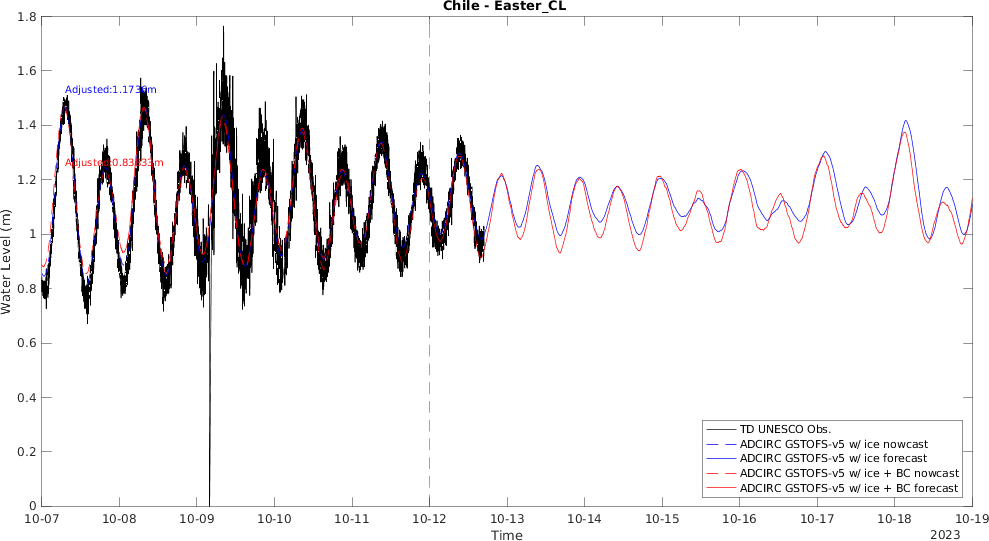 Chile - Easter_CL
1.8
1.6
1.4
1.2
1
0.8
0.6
0.4
0.2
0
Water Level (m)
Adjusted:
Adjusted:
TD UNESCO Obs.
ADCIRC GSTOFS-v5 w/ ice nowcast
ADCIRC GSTOFS-v5 w/ ice forecast
ADCIRC GSTOFS-v5 w/ ice + BC nowcast
ADCIRC GSTOFS-v5 w/ ice + BC forecast
10-07 10-08 10-09 10-10 10-11 10-12 10-13 10-14 10-15 10-16 10-17 10-18 10-19
Time
2023